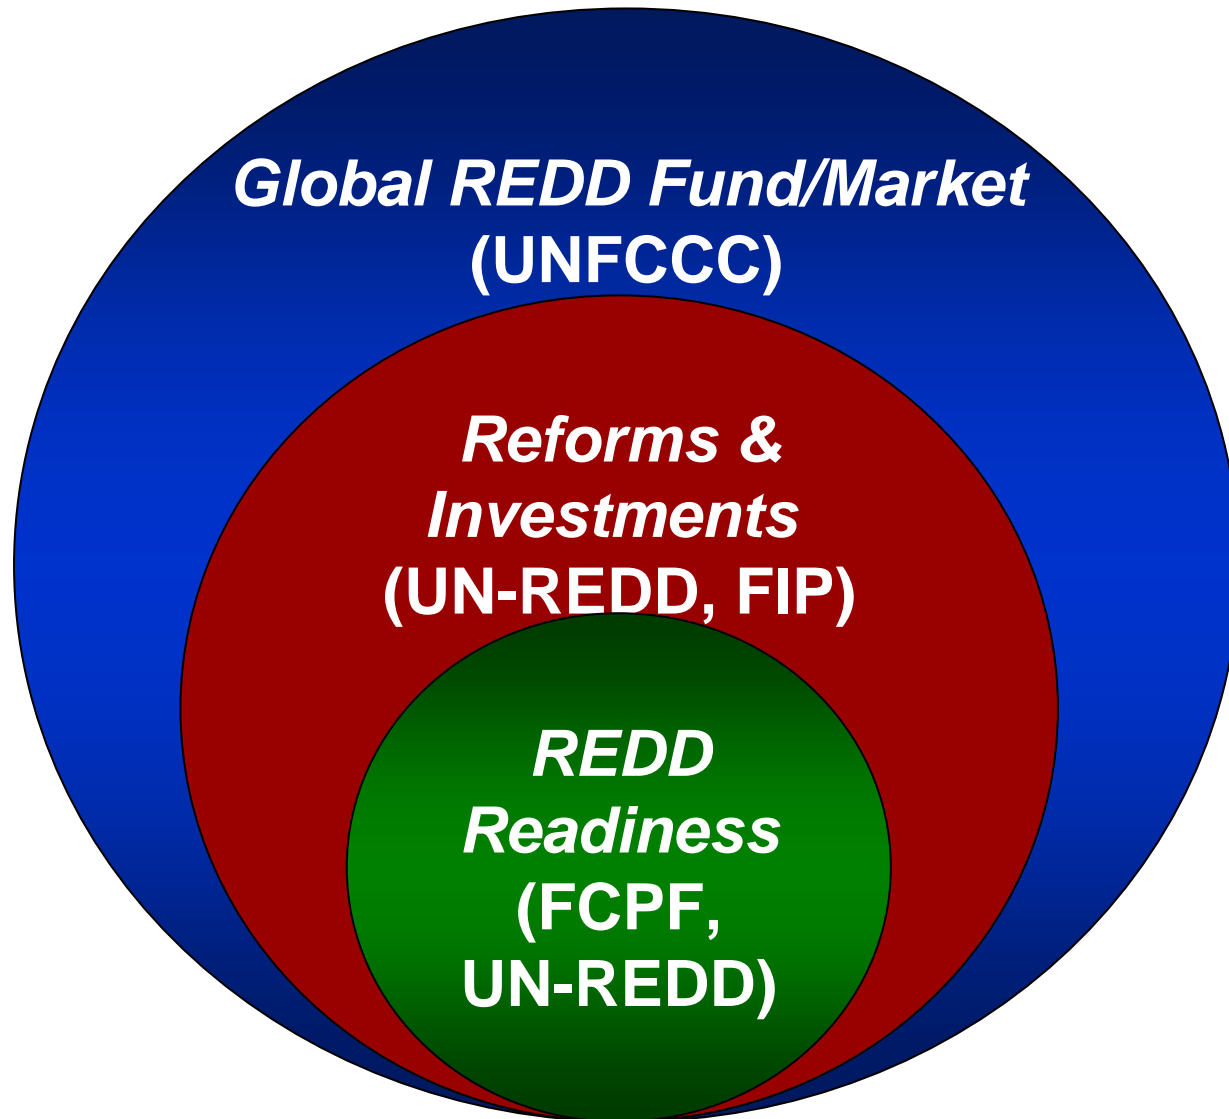 Global REDD Fund/Market
(UNFCCC)
Reforms &
Investments
(UN-REDD, FIP)
REDD
Readiness
(FCPF,
UN-REDD)